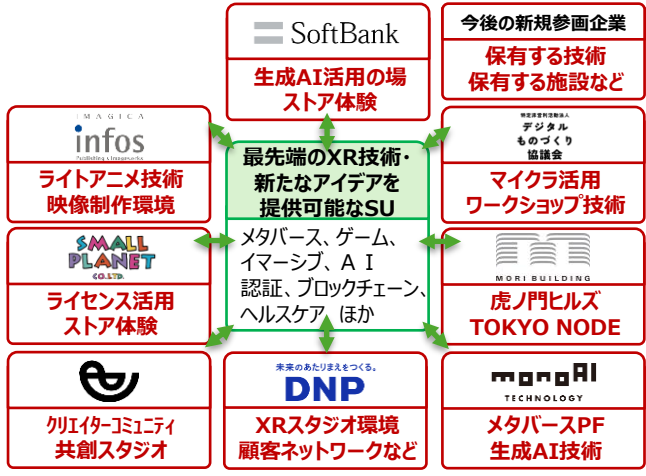 SoftBank
生成AI活用の場
ストア体験
今後の新規参画企業
保有する技術
保有する施設など
IMAGICA
infos
Publishing & Imageworks
ライトアニメ技術
映像制作環境
最先端のXR技術・
新たなアイデアを
提供可能なSU
メタバース、ゲーム、
イマーシブ、ＡＩ
認証、ブロックチェーン、
ヘルスケア ほか
特定非営利活動法人
デジタル
ものづくり
協議会
マイクラ活用
ワークショップ技術
SMALL
PLANET
CO.LTD.
ライセンス活用
ストア体験
MORI BUILDING
虎ノ門ヒルズ
TOKYO NODE
クリエイターコミュニティ
共創スタジオ
未来のあたりまえをつくる。
DNP
XRスタジオ環境
顧客ネットワークなど
monoAI
TECHNOLOGY
メタバースPF
生成AI技術